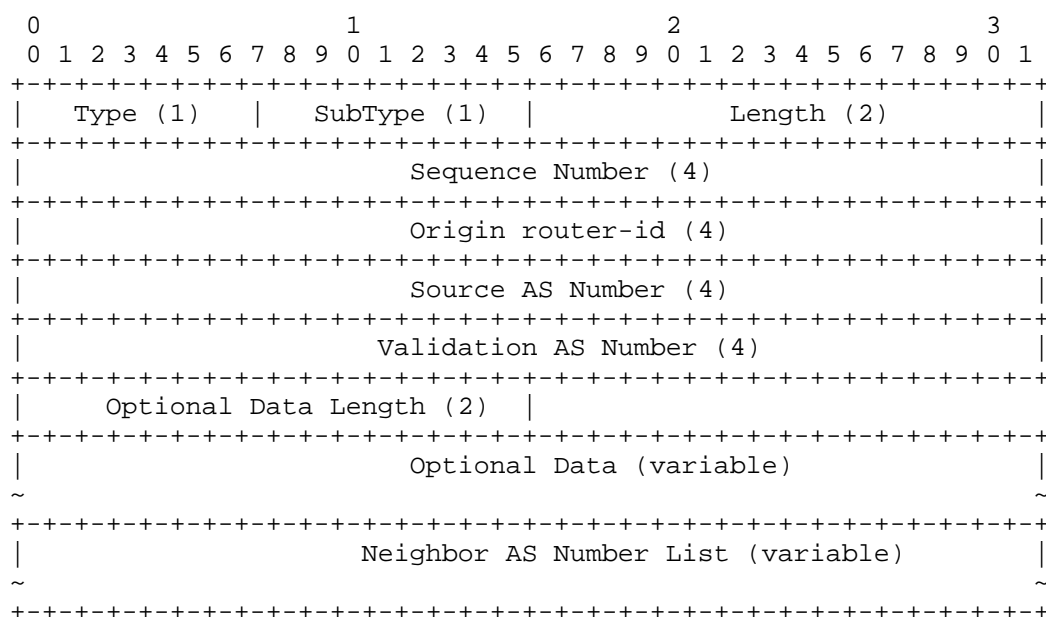 0                   1                   2                   3
 0 1 2 3 4 5 6 7 8 9 0 1 2 3 4 5 6 7 8 9 0 1 2 3 4 5 6 7 8 9 0 1
+-+-+-+-+-+-+-+-+-+-+-+-+-+-+-+-+-+-+-+-+-+-+-+-+-+-+-+-+-+-+-+-+
|   Type (1)   |   SubType (1)  |            Length (2)         |
+-+-+-+-+-+-+-+-+-+-+-+-+-+-+-+-+-+-+-+-+-+-+-+-+-+-+-+-+-+-+-+-+
|                        Sequence Number (4)                    |
+-+-+-+-+-+-+-+-+-+-+-+-+-+-+-+-+-+-+-+-+-+-+-+-+-+-+-+-+-+-+-+-+
|                        Origin router-id (4)                   |
+-+-+-+-+-+-+-+-+-+-+-+-+-+-+-+-+-+-+-+-+-+-+-+-+-+-+-+-+-+-+-+-+
|                        Source AS Number (4)                   |
+-+-+-+-+-+-+-+-+-+-+-+-+-+-+-+-+-+-+-+-+-+-+-+-+-+-+-+-+-+-+-+-+
|                      Validation AS Number (4)                 |
+-+-+-+-+-+-+-+-+-+-+-+-+-+-+-+-+-+-+-+-+-+-+-+-+-+-+-+-+-+-+-+-+
|     Optional Data Length (2)  |
+-+-+-+-+-+-+-+-+-+-+-+-+-+-+-+-+-+-+-+-+-+-+-+-+-+-+-+-+-+-+-+-+
|                        Optional Data (variable)               |
~                                                               ~
+-+-+-+-+-+-+-+-+-+-+-+-+-+-+-+-+-+-+-+-+-+-+-+-+-+-+-+-+-+-+-+-+
|                     Neighbor AS Number List (variable)        |
~                                                               ~
+-+-+-+-+-+-+-+-+-+-+-+-+-+-+-+-+-+-+-+-+-+-+-+-+-+-+-+-+-+-+-+-+